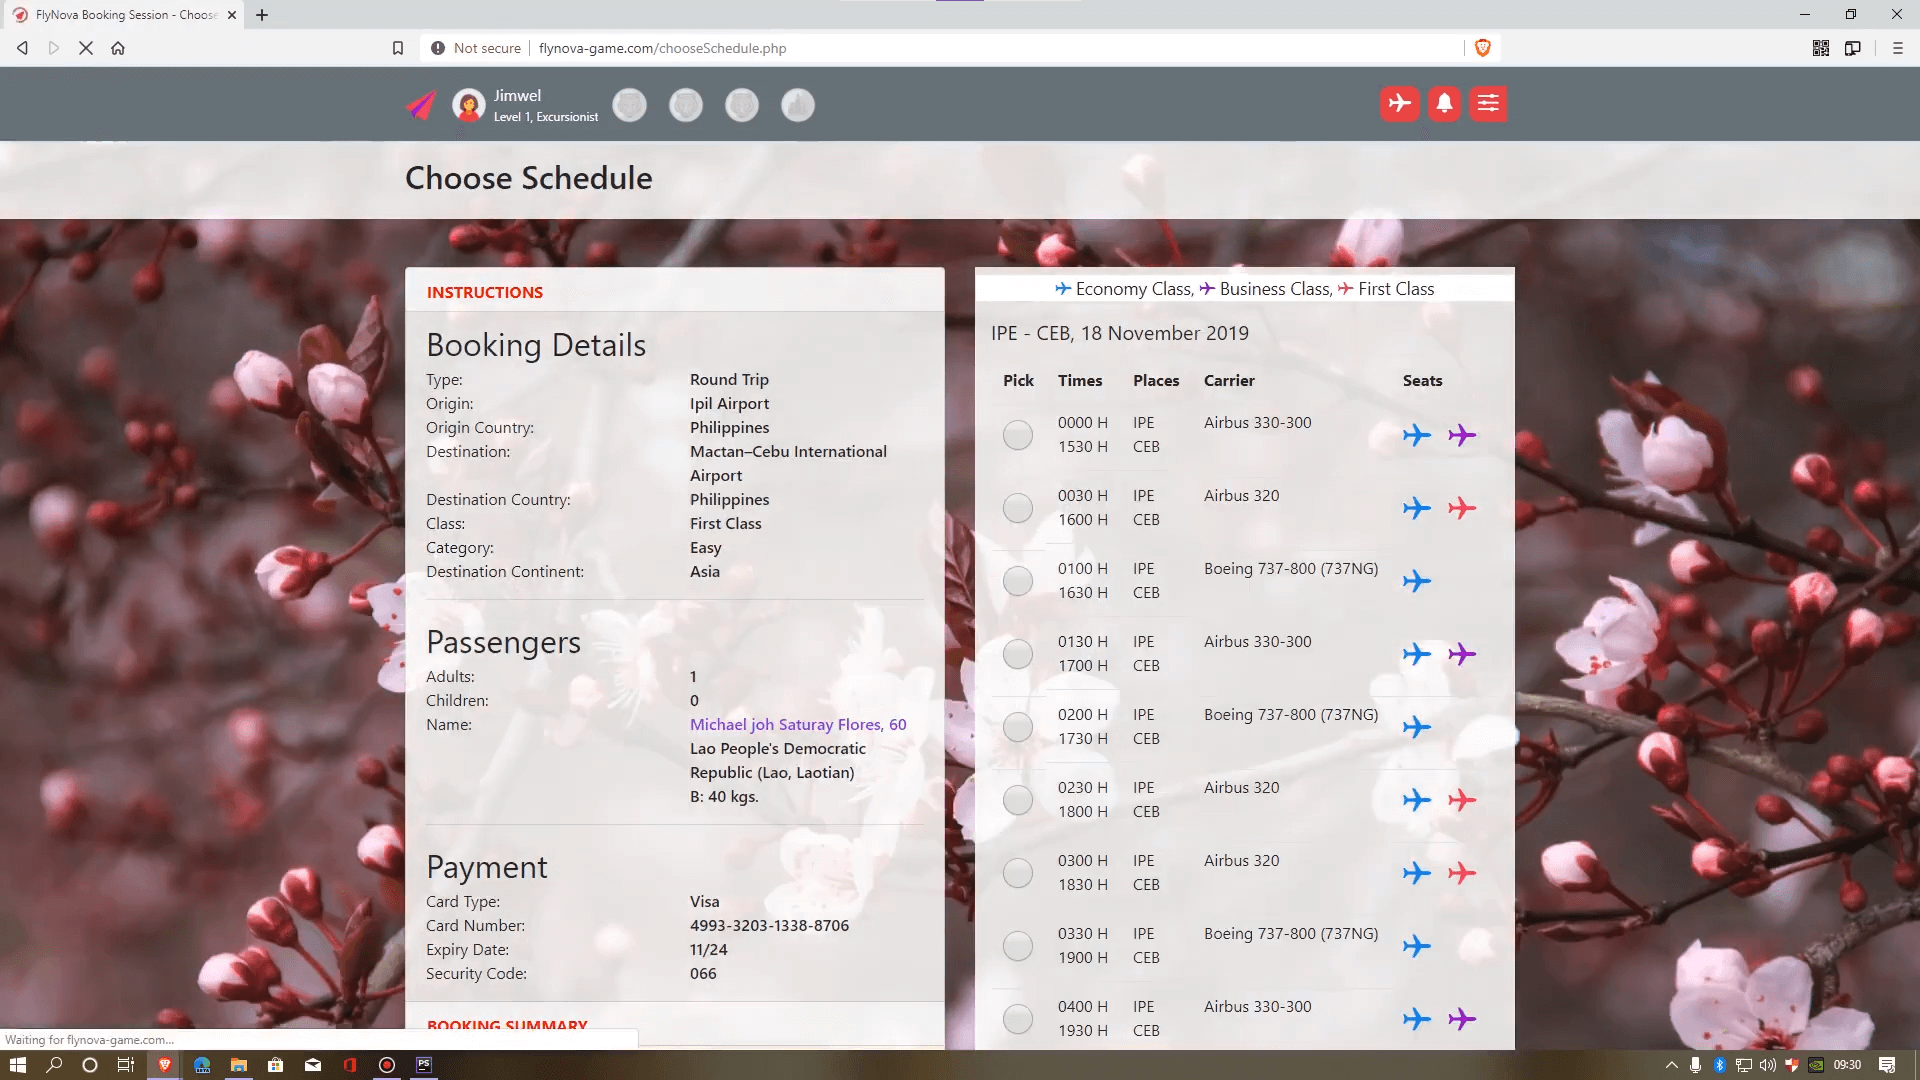 FlyNova Booking Session - Choose
Not secure
flynova-game.com/chooseSchedule.php
Jimwel
Level 1, Excursionist
Choose Schedule
INSTRUCTIONS
Booking Details
Type: Round Trip
Origin: Ipil Airport
Origin Country: Philippines
Destination: Mactan–Cebu International
Airport
Destination Country: Philippines
Class: First Class
Category: Easy
Destination Continent: Asia
Passengers
Adults: 1
Children: 0
Name: Michael joh Saturay Flores, 60
Lao People's Democratic
Republic (Lao, Laotian)
B: 40 kgs.
Payment
Card Type: Visa
Card Number: 4993-3203-1338-8706
Expiry Date: 11/24
Security Code: 066
BOOKING SUMMARY
Economy Class, Business Class, First Class
IPE - CEB, 18 November 2019
Pick Times Places Carrier Seats
0000 H IPE Airbus 330-300
1530 H CEB
0030 H IPE Airbus 320
1600 H CEB
0100 H IPE Boeing 737-800 (737NG)
1630 H CEB
0130 H IPE Airbus 330-300
1700 H CEB
0200 H IPE Boeing 737-800 (737NG)
1730 H CEB
0230 H IPE Airbus 320
1800 H CEB
0300 H IPE Airbus 320
1830 H CEB
0330 H IPE Boeing 737-800 (737NG)
1900 H CEB
0400 H IPE Airbus 330-300
1930 H CEB
Waiting for flynova-game.com...
PS
09:30